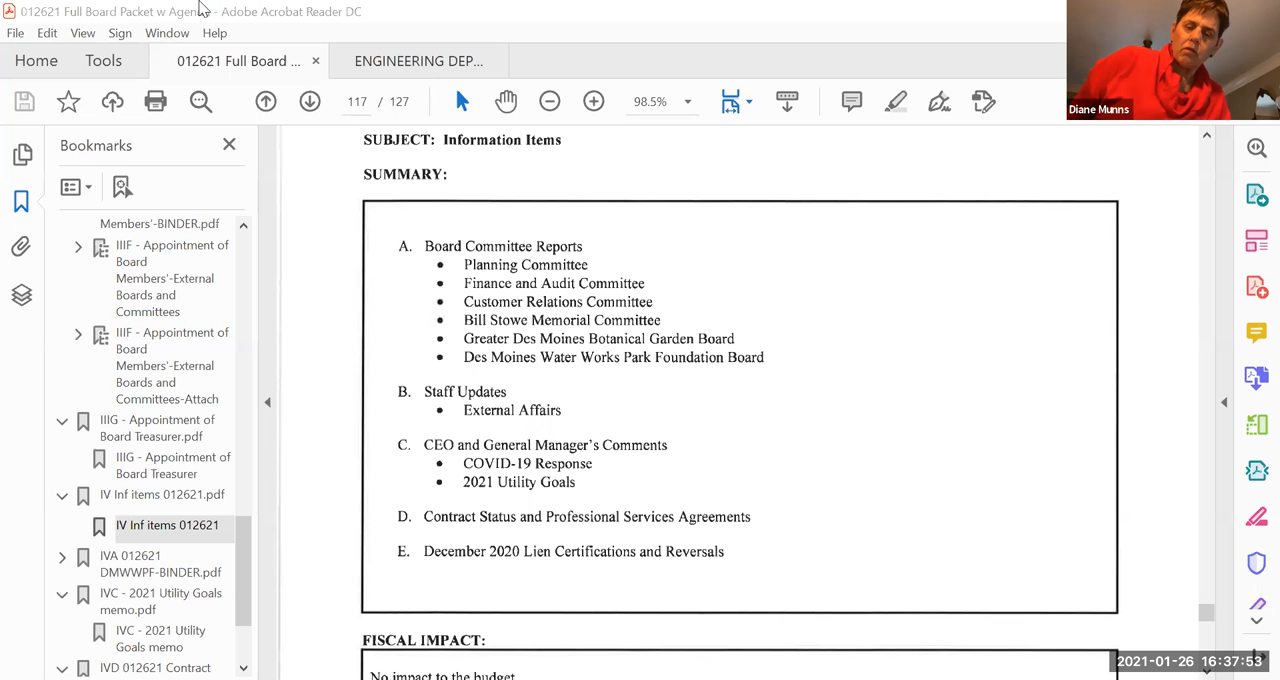 012621 Full Board Packet w Agen - Adobe Acrobat Reader DC
File Edit View Sign Window Help
Home Tools 012621 Full Board ... × ENGINEERING DEP...
117 / 127 98.5%
Diane Munns
Bookmarks
Members'-BINDER.pdf
IIIF - Appointment of
Board
Members'-External
Boards and
Committees
IIIF - Appointment of
Board
Members'-External
Boards and
Committees-Attach
IIIG - Appointment of
Board Treasurer.pdf
IIIG - Appointment of
Board Treasurer
IV Inf items 012621.pdf
IV Inf items 012621
IVA 012621
DMWWPF-BINDER.pdf
IVC - 2021 Utility Goals
memo.pdf
IVC - 2021 Utility
Goals memo
IVD 012621 Contract
SUBJECT: Information Items
SUMMARY:
A. Board Committee Reports
• Planning Committee
• Finance and Audit Committee
• Customer Relations Committee
• Bill Stowe Memorial Committee
• Greater Des Moines Botanical Garden Board
• Des Moines Water Works Park Foundation Board
B. Staff Updates
• External Affairs
C. CEO and General Manager's Comments
• COVID-19 Response
• 2021 Utility Goals
D. Contract Status and Professional Services Agreements
E. December 2020 Lien Certifications and Reversals
FISCAL IMPACT:
No impact to the budget
2021-01-26 16:37:53